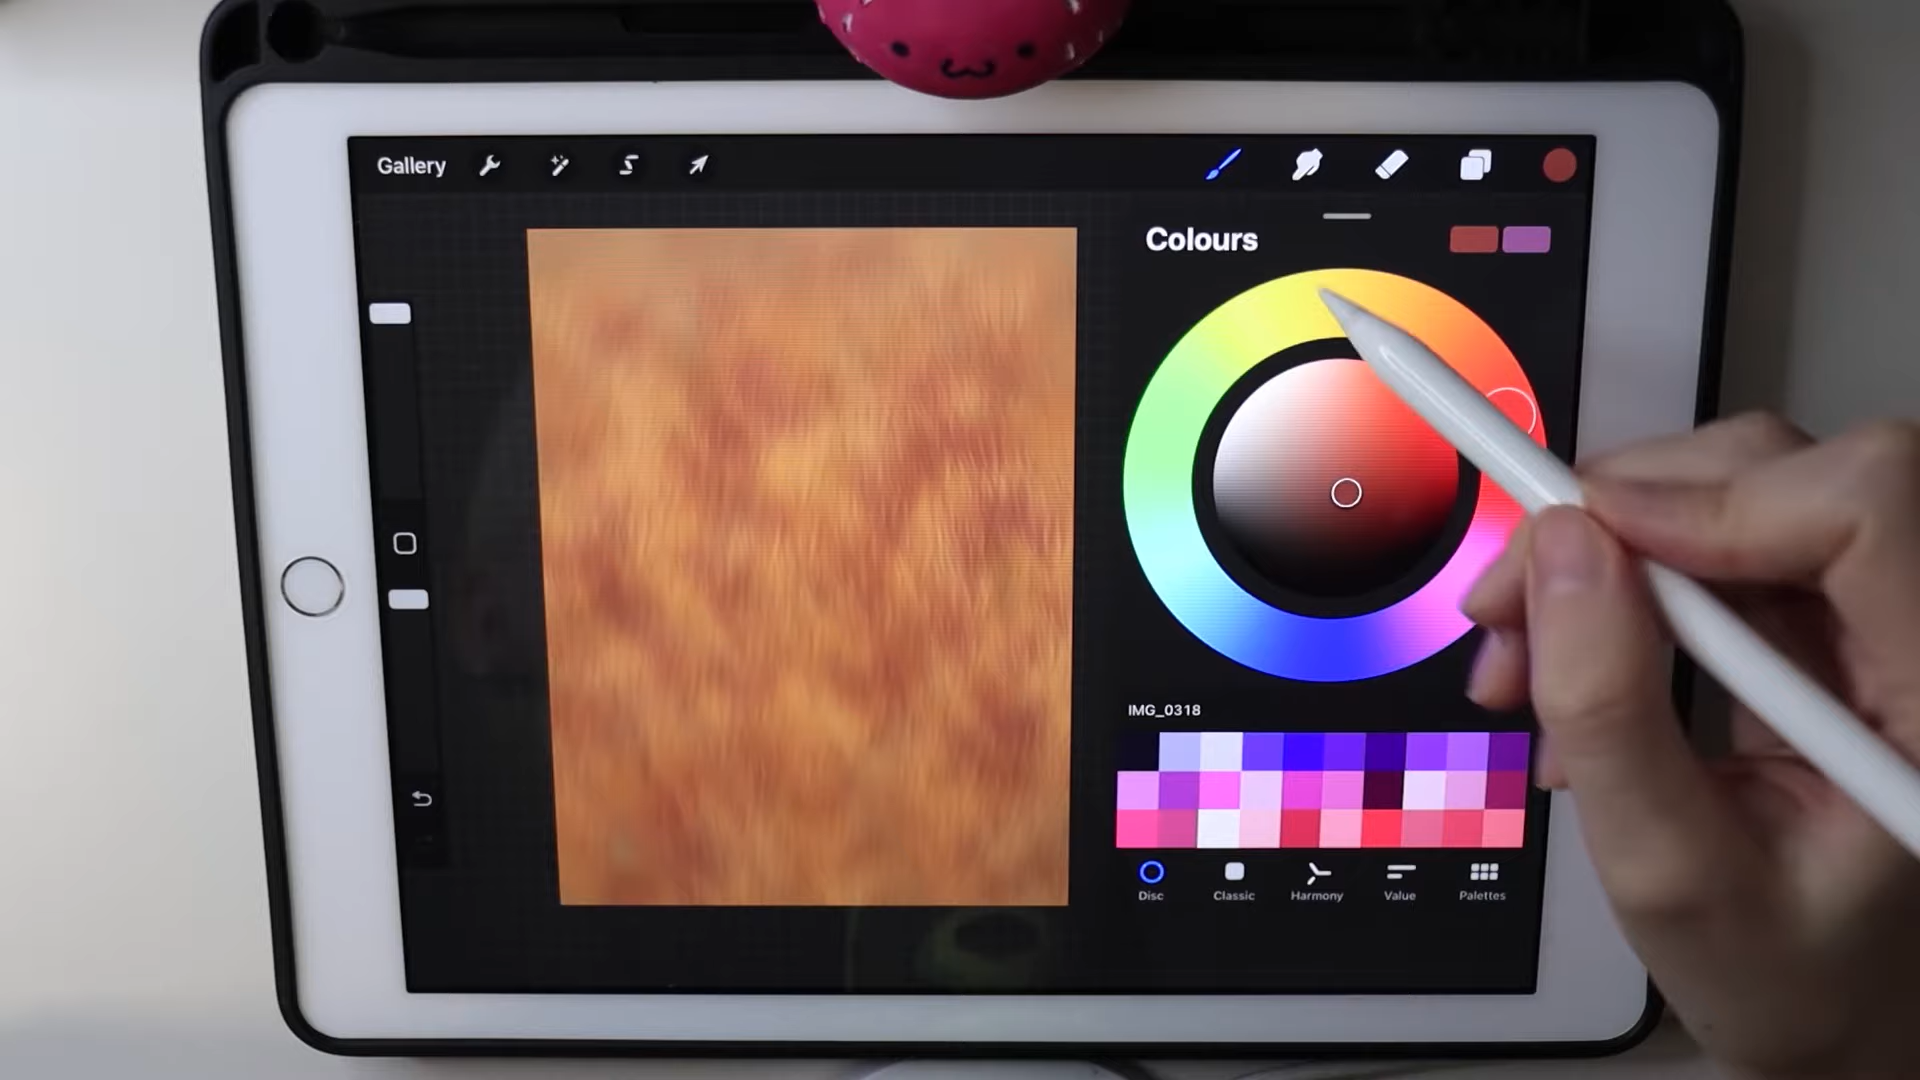 Gallery
Colours
IMG_0318
Disc
Classic
Harmony
Value
Palettes